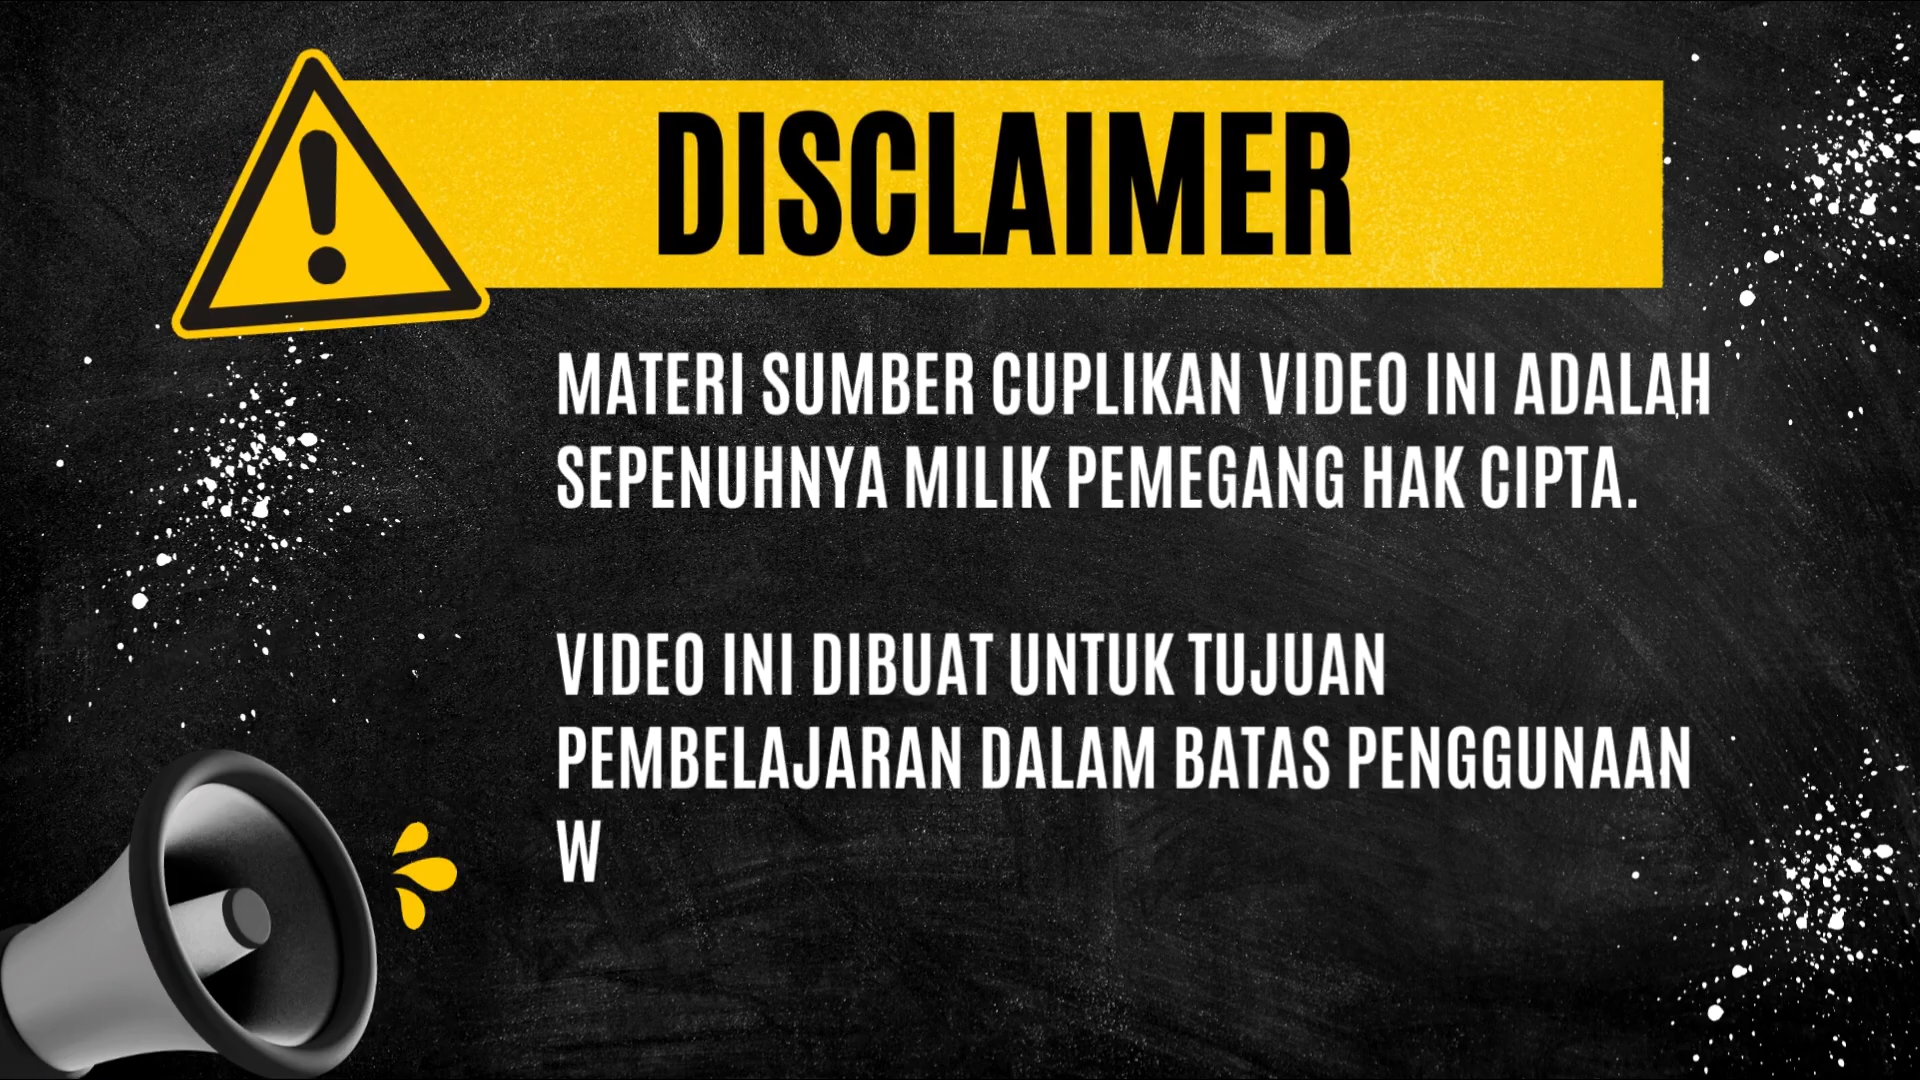 DISCLAIMER
MATERI SUMBER CUPLIKAN VIDEO INI ADALAH
SEPENUHNYA MILIK PEMEGANG HAK CIPTA.
VIDEO INI DIBUAT UNTUK TUJUAN
PEMBELAJARAN DALAM BATAS PENGGUNAAN
W